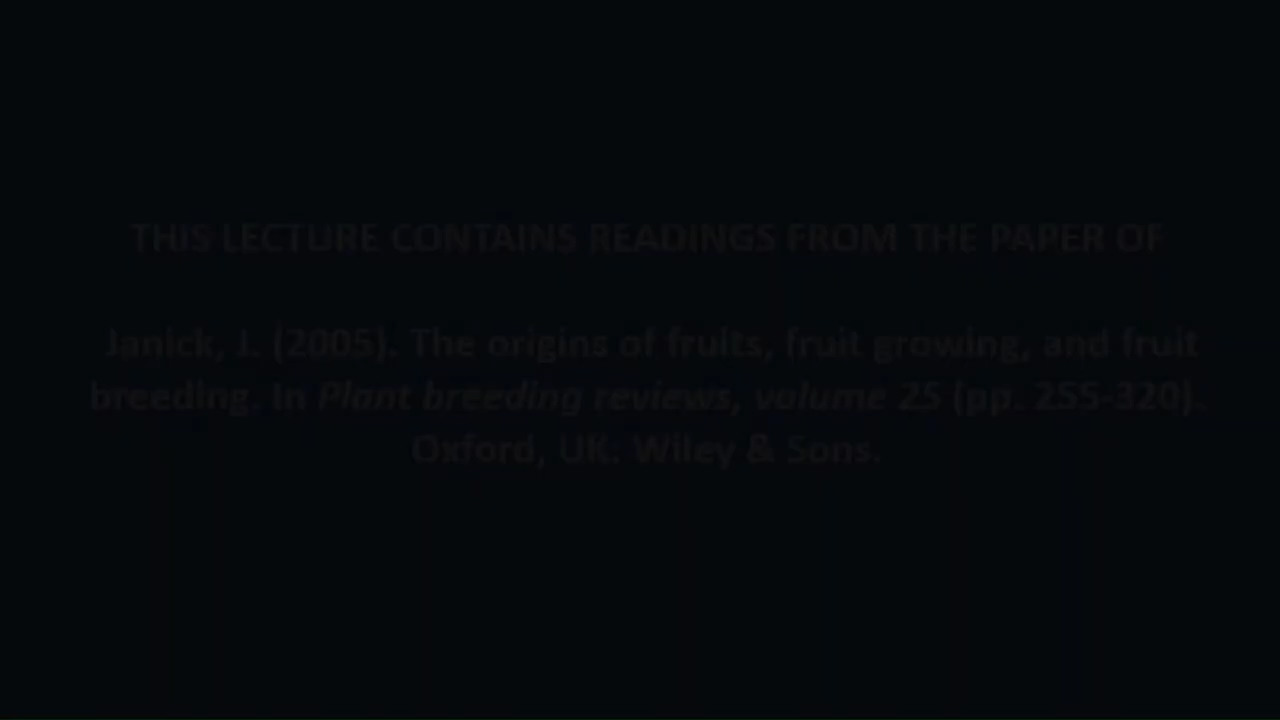 THIS LECTURE CONTAINS READINGS FROM THE PAPER OF
Janick, J. (2005). The origins of fruits, fruit growing, and fruit
breeding. In Plant breeding reviews, volume 25 (pp. 255-320).
Oxford, UK: Wiley & Sons.